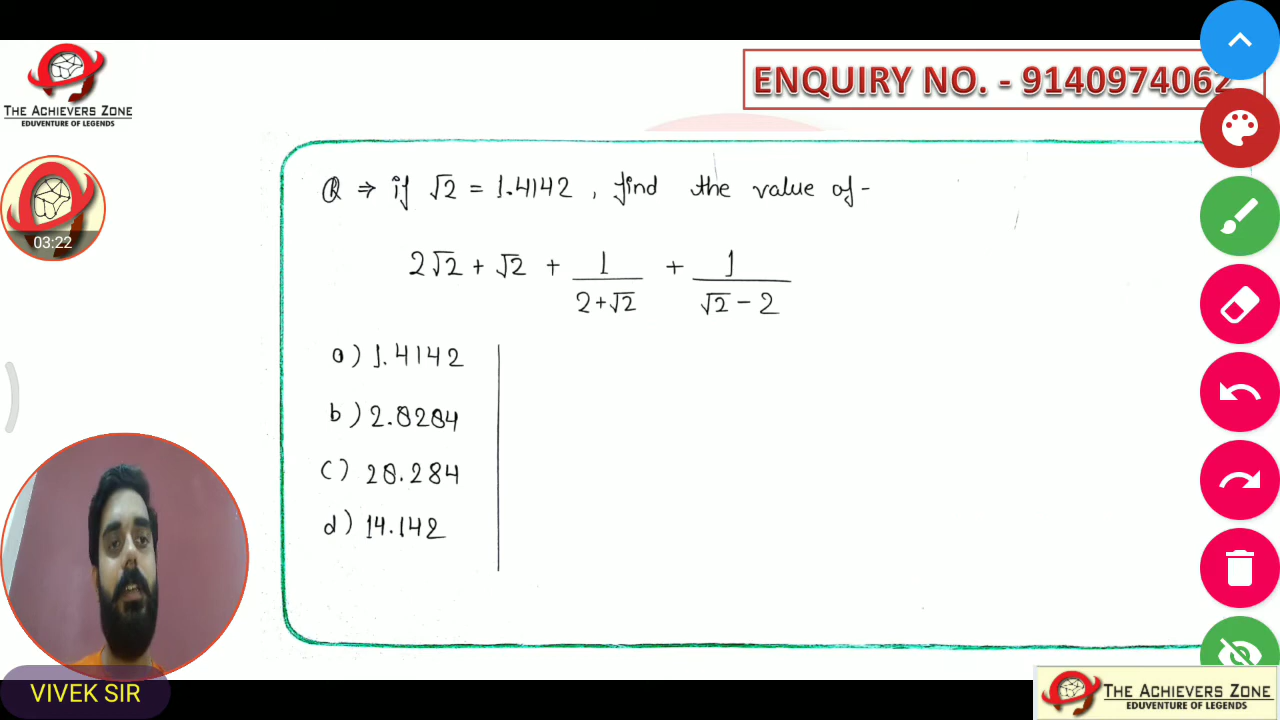 THE ACHIEVERS ZONE
EDUVENTURE OF LEGENDS
ENQUIRY NO. - 9140974062
03:22
Q ⇒ if √2 = 1.4142 , find the value of -
2√2 + √2 + 1/(2+√2) + 1/(√2 - 2)
a) 1.4142
b) 2.8284
c) 28.284
d) 14.142
VIVEK SIR
THE ACHIEVERS ZONE
EDUVENTURE OF LEGENDS